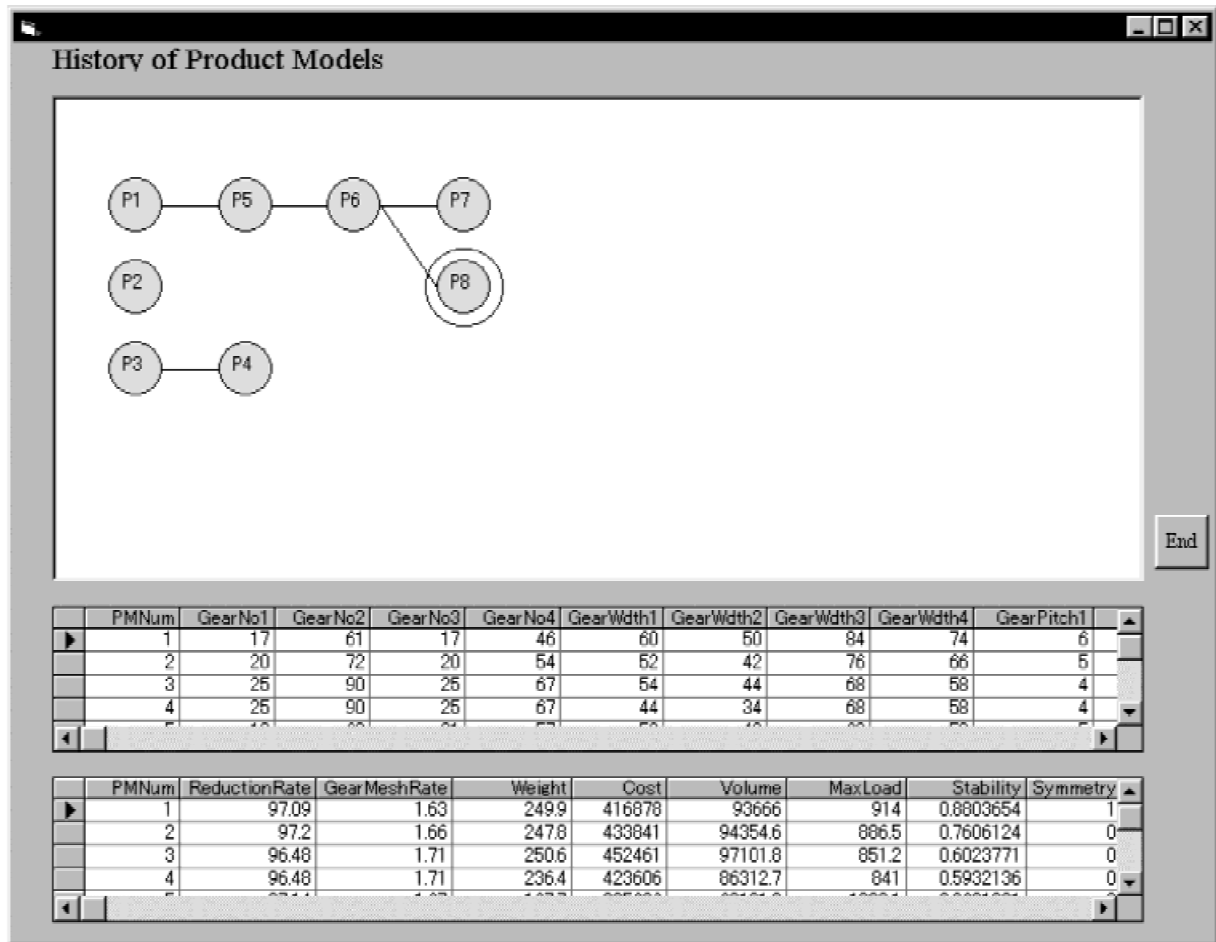 History of Product Models
P1 P5 P6 P7
P2 P8
P3 P4
End
PMNum GearNo1 GearNo2 GearNo3 GearNo4 GearWdth1 GearWdth2 GearWdth3 GearWdth4 GearPitch1
1 17 61 17 46 60 50 84 74 6
2 20 72 20 54 52 42 76 66 5
3 25 90 25 67 54 44 68 58 4
4 25 90 25 67 44 34 68 58 4
PMNum ReductionRate GearMeshRate Weight Cost Volume MaxLoad Stability Symmetry
1 97.09 1.63 249.9 416878 93666 914 0.8803654 1
2 97.2 1.66 247.8 433841 94354.6 886.5 0.7606124 0
3 96.48 1.71 250.6 452461 97101.8 851.2 0.6023771 0
4 96.48 1.71 236.4 423606 86312.7 841 0.5932136 0